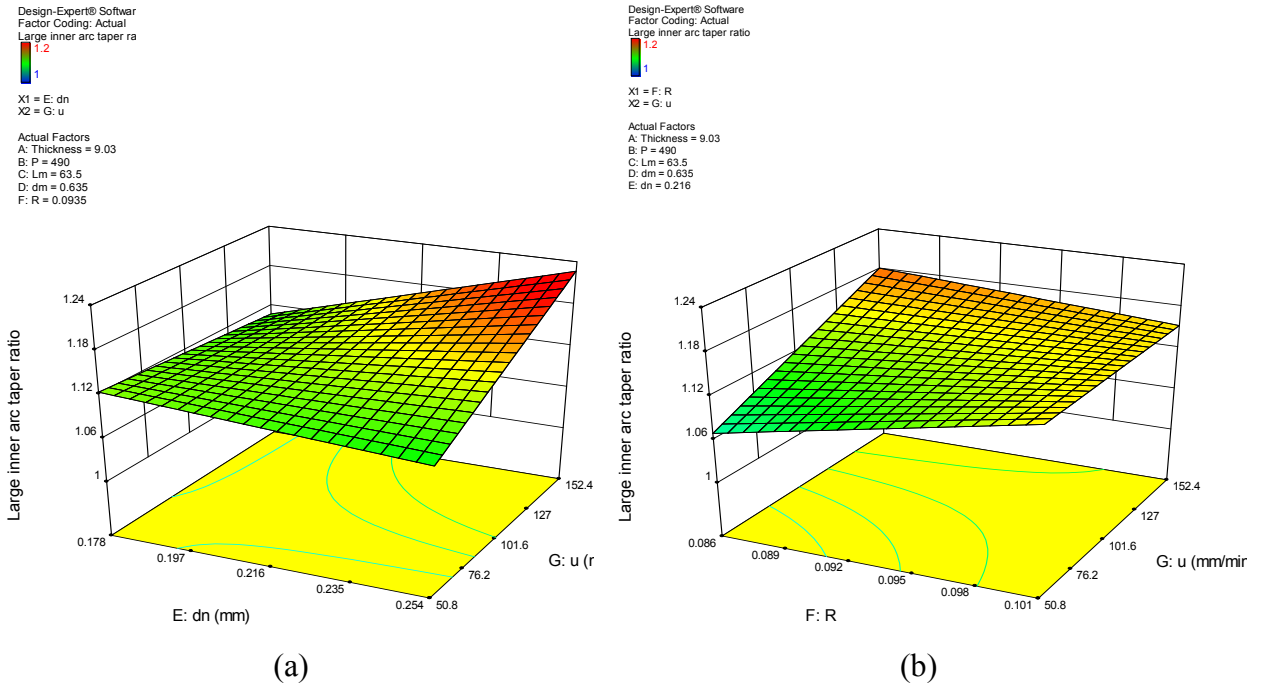 Design-Expert® Softwar
Factor Coding: Actual
Large inner arc taper ra
1.2
1
X1 = E: dn
X2 = G: u
Actual Factors
A: Thickness = 9.03
B: P = 490
C: Lm = 63.5
D: dm = 0.635
F: R = 0.0935
1.24
1.18
1.12
1.06
1
Large inner arc taper ratio
0.178
0.197
0.216
0.235
0.254
E: dn (mm)
50.8
76.2
101.6
127
152.4
G: u (r
(a)
Design-Expert® Software
Factor Coding: Actual
Large inner arc taper ratio
1.2
1
X1 = F: R
X2 = G: u
Actual Factors
A: Thickness = 9.03
B: P = 490
C: Lm = 63.5
D: dm = 0.635
E: dn = 0.216
1.24
1.18
1.12
1.06
1
Large inner arc taper ratio
0.086
0.089
0.092
0.095
0.098
0.101
F: R
50.8
76.2
101.6
127
152.4
G: u (mm/min
(b)